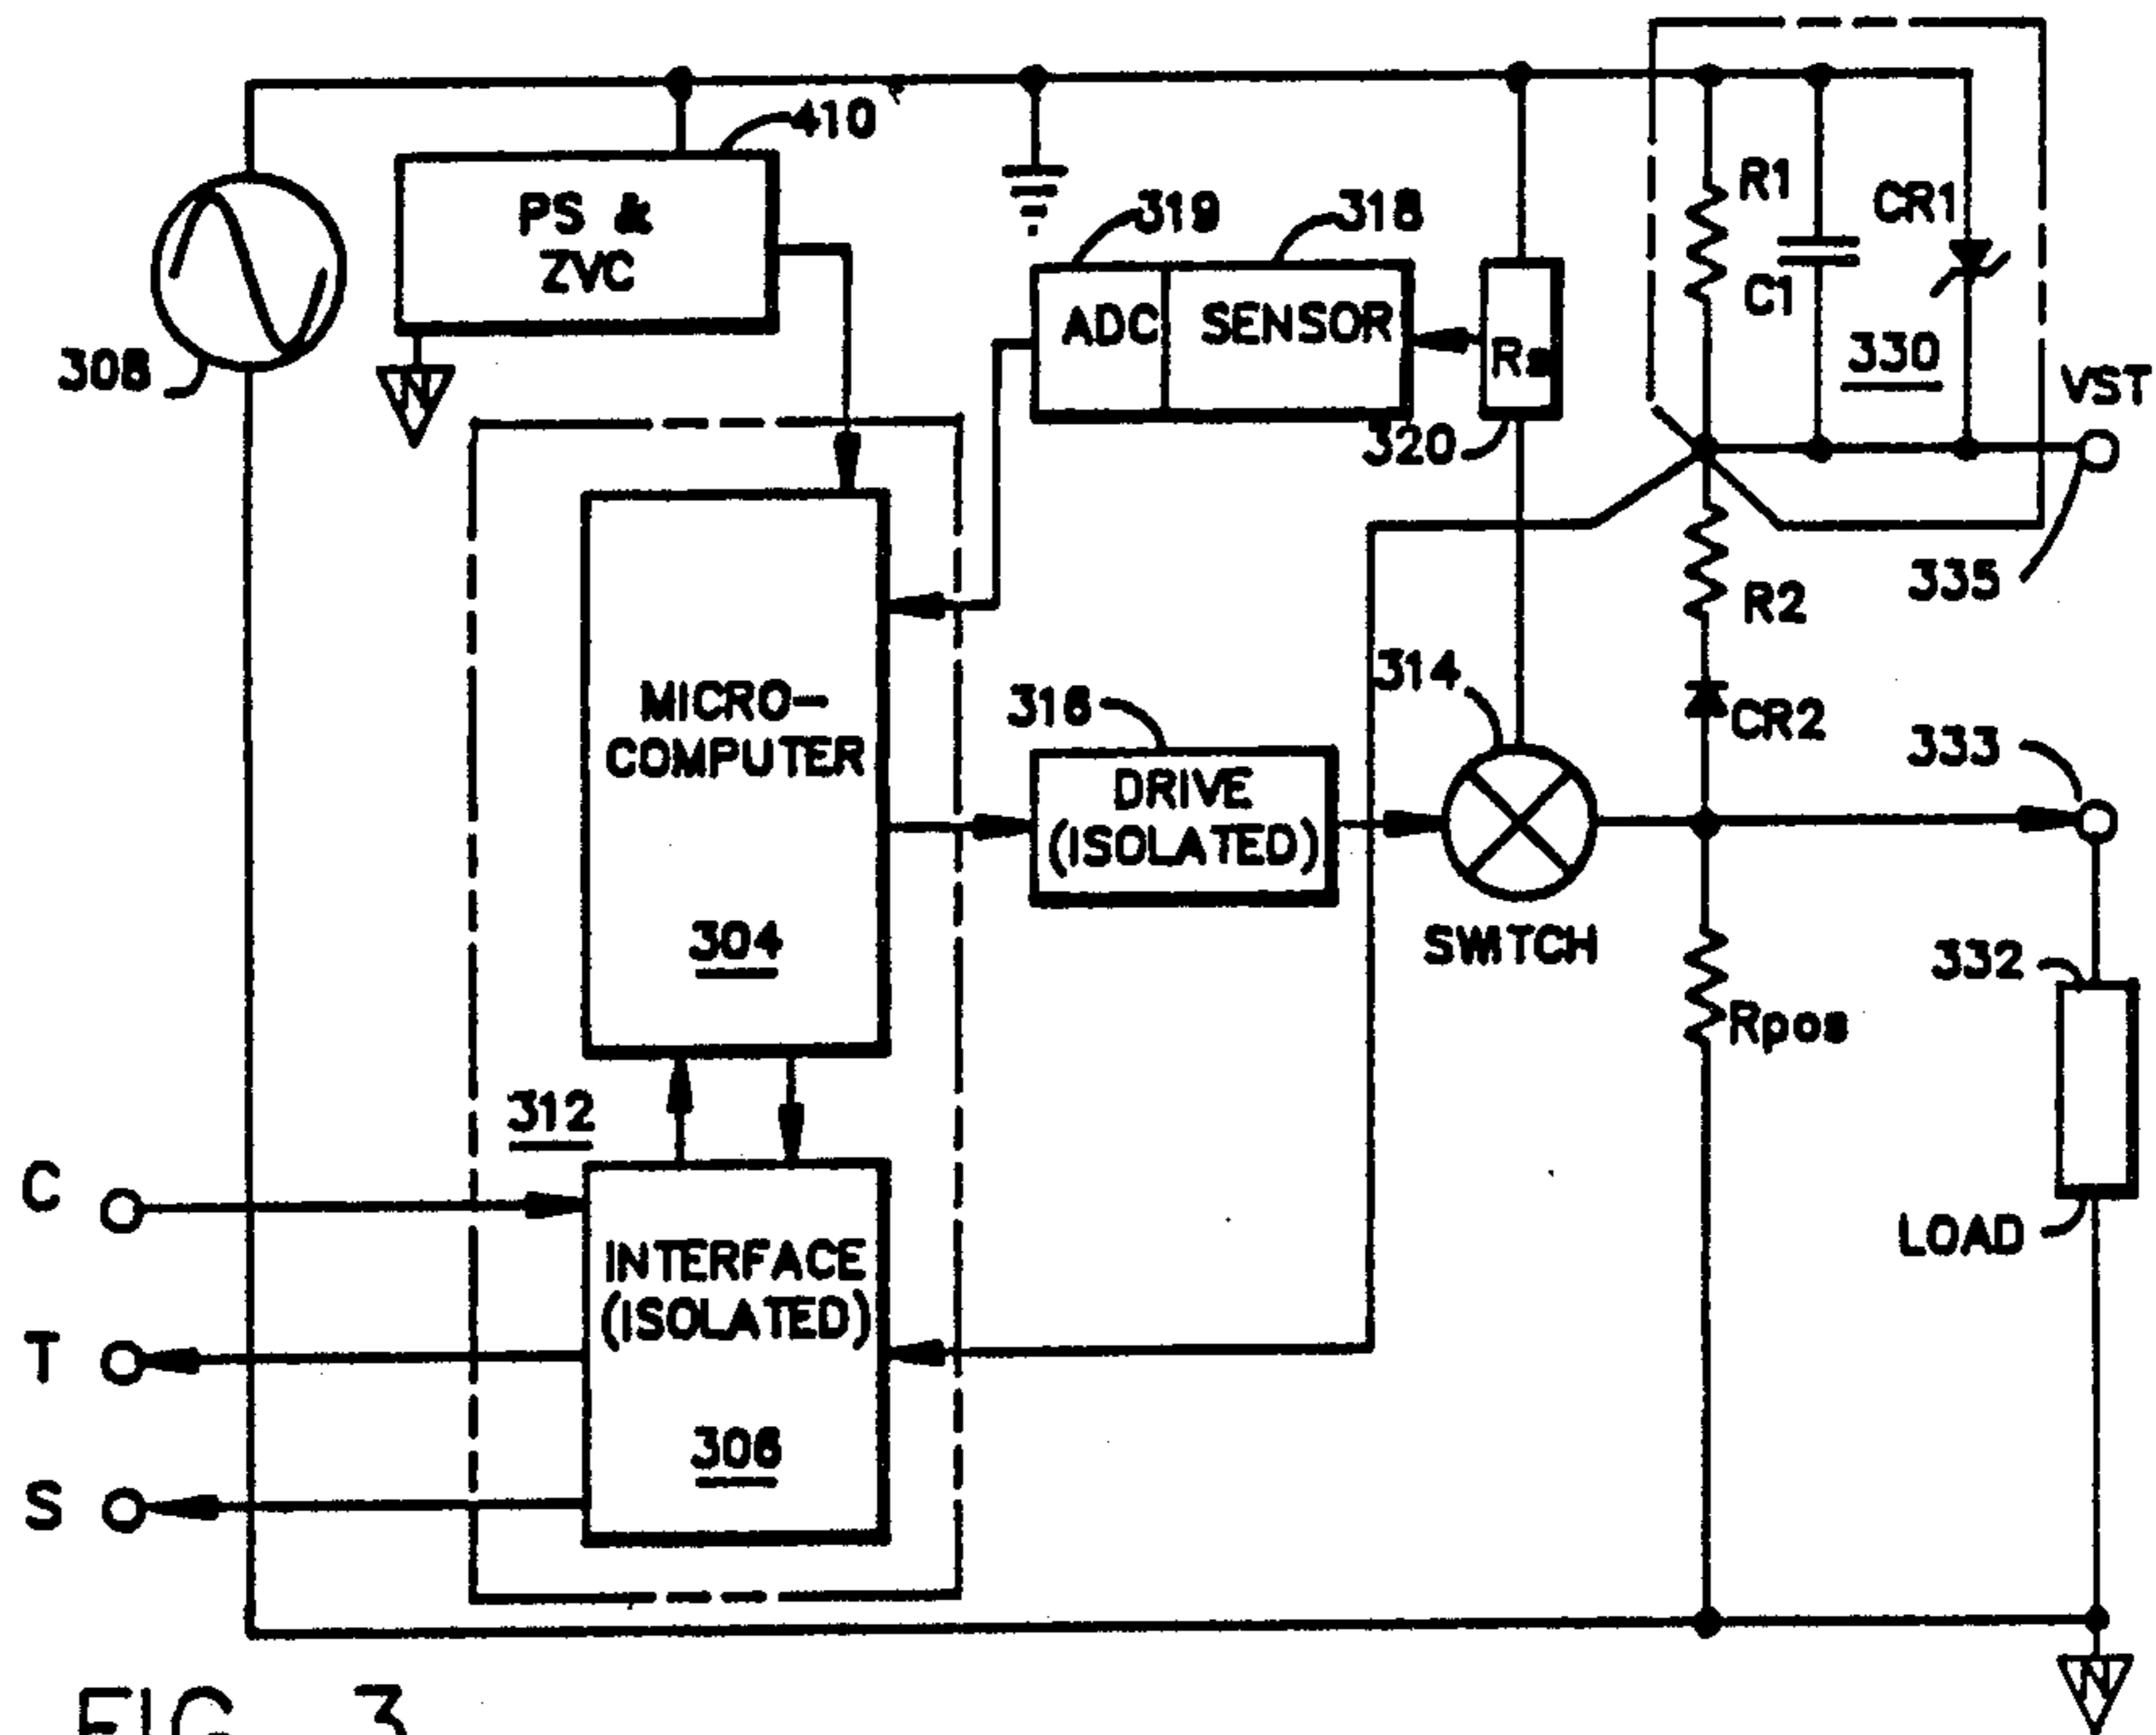 410
PS &
ZVC
308
N
319
318
ADC
SENSOR
320
R1
C1
CR1
330
VST
335
R2
CR2
MICRO-
COMPUTER
304
316
DRIVE
(ISOLATED)
314
SWITCH
333
332
Rpos
LOAD
312
C
T
S
INTERFACE
(ISOLATED)
306
N
FIG. 3